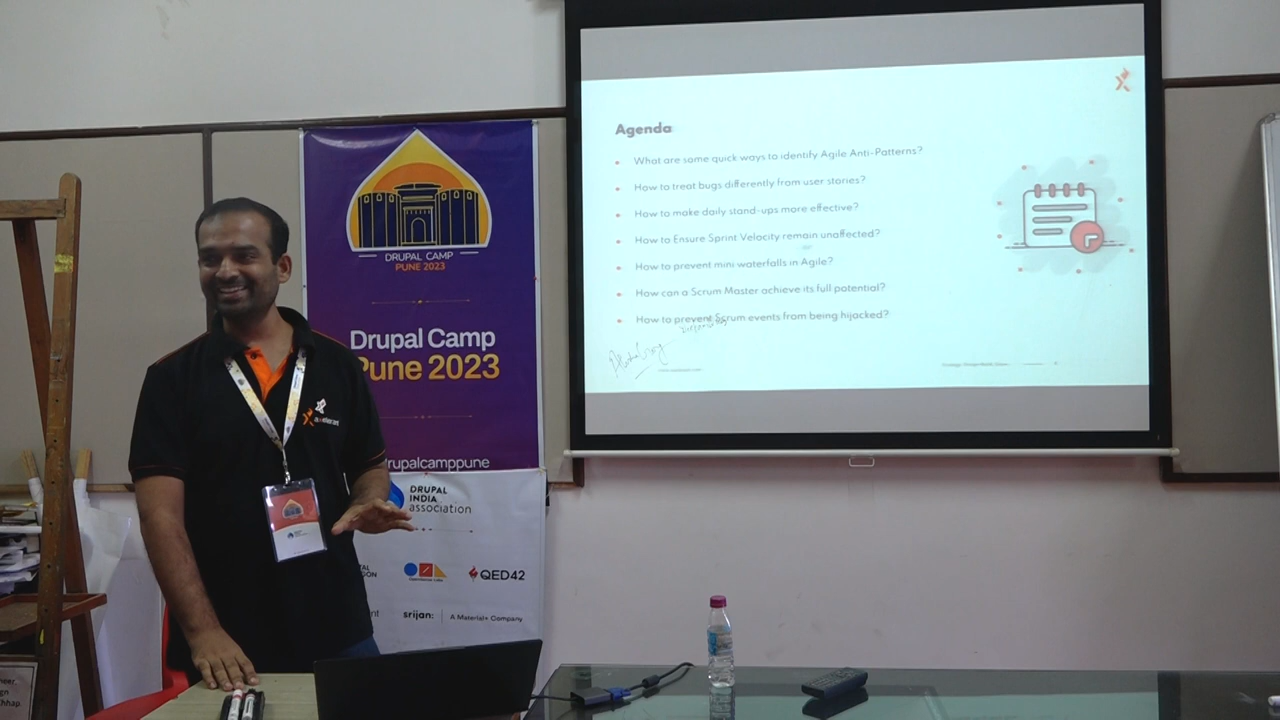 Agenda
What are some quick ways to identify Agile Anti-Patterns?
How to treat bugs differently from user stories?
How to make daily stand-ups more effective?
How to Ensure Sprint Velocity remain unaffected?
How to prevent mini waterfalls in Agile?
How can a Scrum Master achieve its full potential?
How to prevent Scrum events from being hijacked?
DRUPAL CAMP
PUNE 2023
Drupal Camp
Pune 2023
drupalcamppune
DRUPAL
INDIA
association
QED42
srijan:
A Material+ Company